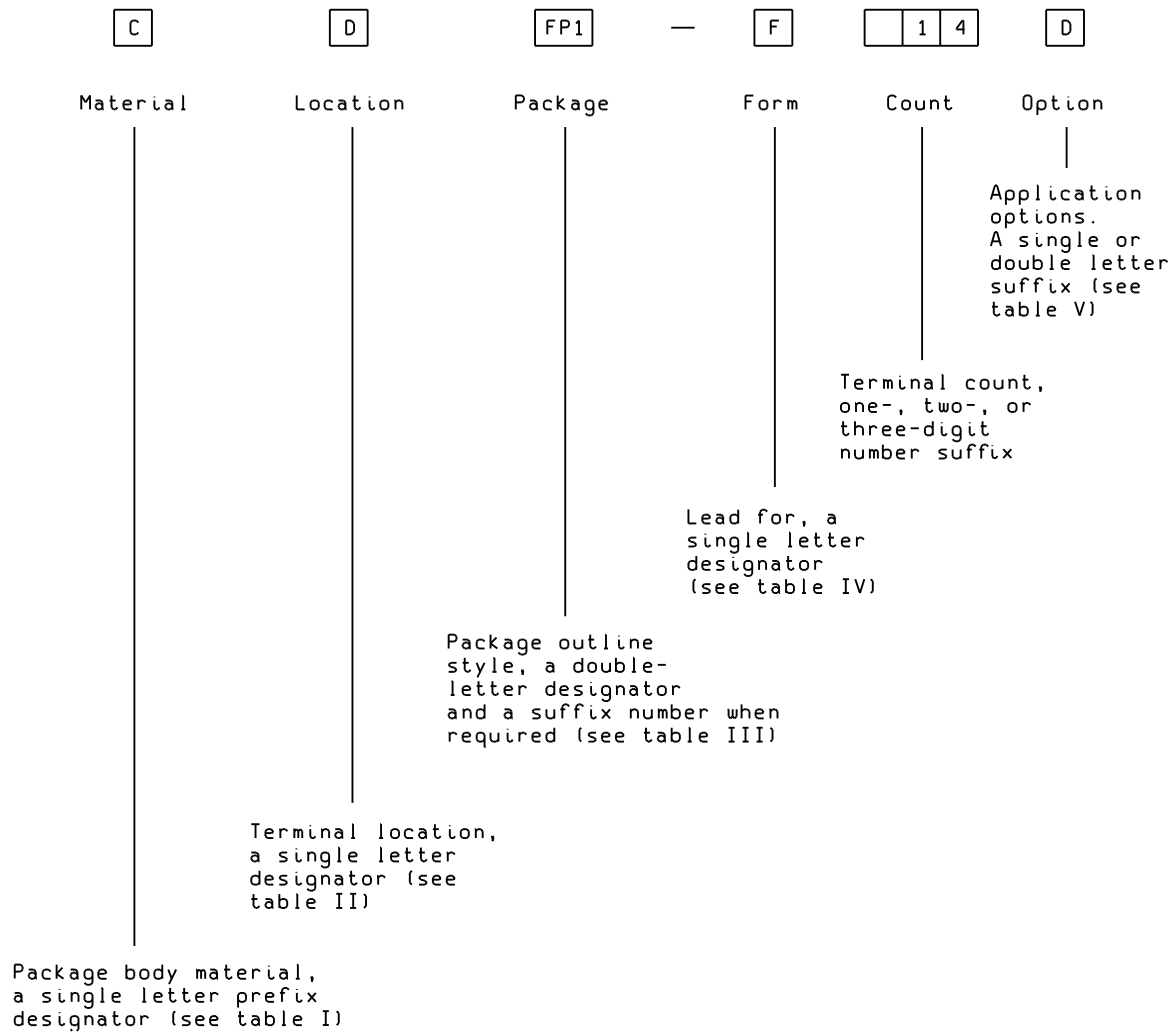 C D FP1 — F 1 4 D
Material Location Package Form Count Option
Application
options.
A single or
double letter
suffix (see
table V)
Terminal count,
one-, two-, or
three-digit
number suffix
Lead for, a
single letter
designator
(see table IV)
Package outline
style, a double-
letter designator
and a suffix number when
required (see table III)
Terminal location,
a single letter
designator (see
table II)
Package body material,
a single letter prefix
designator (see table I)